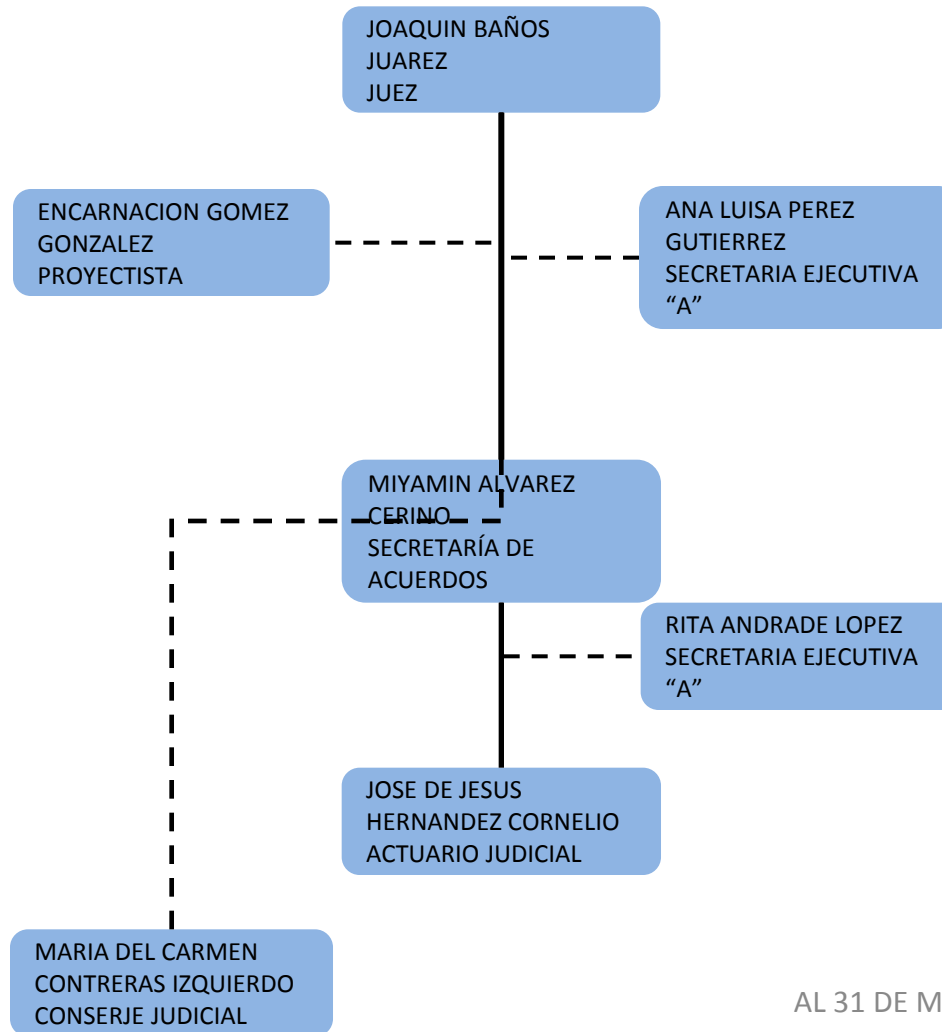 JOAQUIN BAÑOS
JUAREZ
JUEZ
ENCARNACION GOMEZ
GONZALEZ
PROYECTISTA
ANA LUISA PEREZ
GUTIERREZ
SECRETARIA EJECUTIVA
“A”
MIYAMIN ALVAREZ
CERINO
SECRETARÍA DE
ACUERDOS
RITA ANDRADE LOPEZ
SECRETARIA EJECUTIVA
“A”
JOSE DE JESUS
HERNANDEZ CORNELIO
ACTUARIO JUDICIAL
MARIA DEL CARMEN
CONTRERAS IZQUIERDO
CONSERJE JUDICIAL
AL 31 DE M